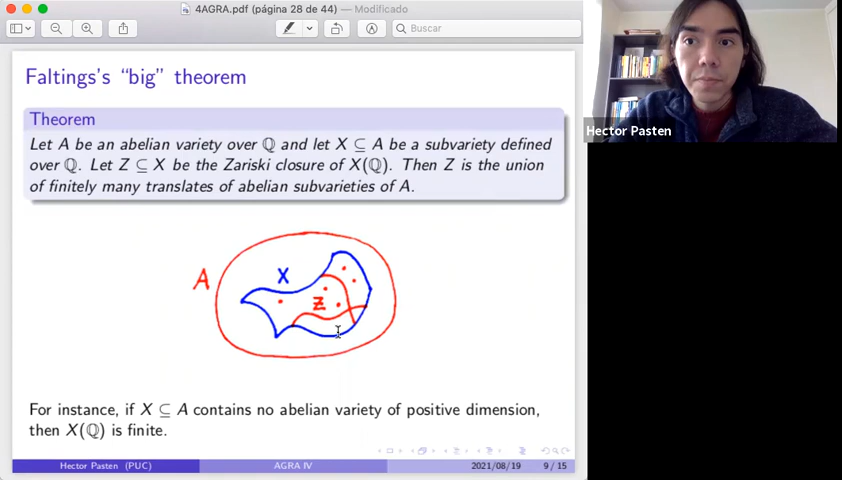 4AGRA.pdf (página 28 de 44) — Modificado
Buscar
Faltings's “big” theorem
Theorem
Let A be an abelian variety over ℚ and let X ⊆ A be a subvariety defined
over ℚ. Let Z ⊆ X be the Zariski closure of X(ℚ). Then Z is the union
of finitely many translates of abelian subvarieties of A.
A
X
Z
For instance, if X ⊆ A contains no abelian variety of positive dimension,
then X(ℚ) is finite.
Hector Pasten (PUC)
AGRA IV
2021/08/19
9 / 15
Hector Pasten